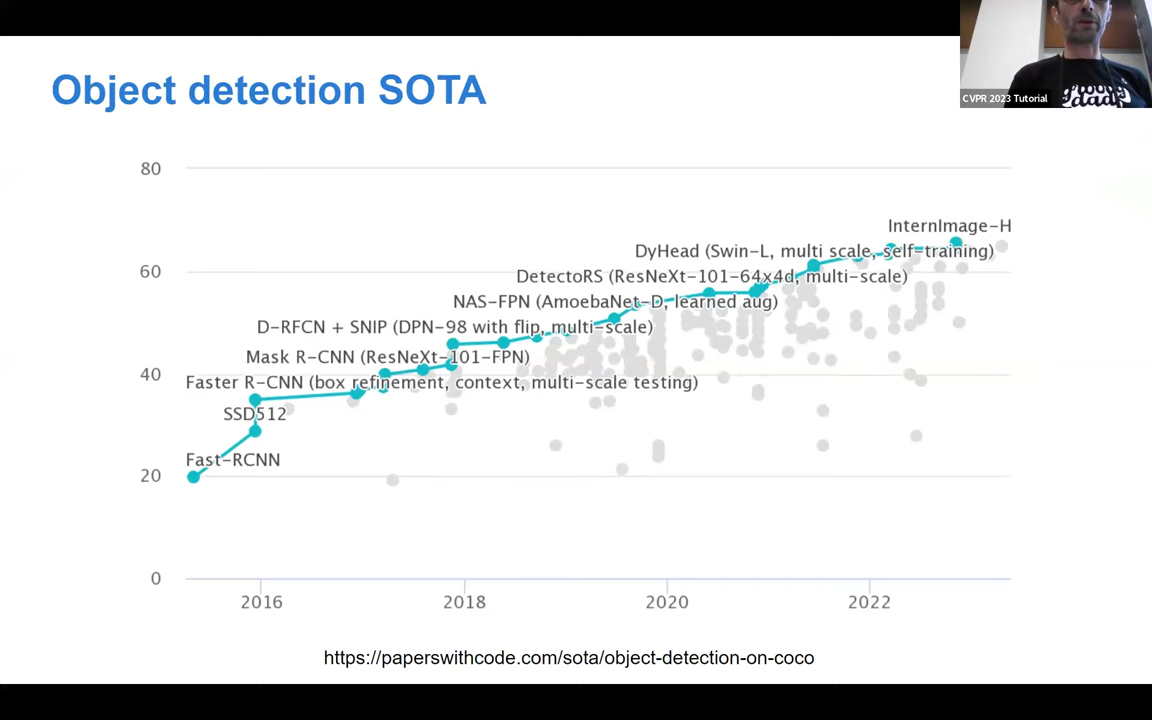 Object detection SOTA
CVPR 2023 Tutorial
80
InternImage-H
DyHead (Swin-L, multi scale, self-training)
60
DetectoRS (ResNeXt-101-64x4d, multi-scale)
NAS-FPN (AmoebaNet-D, learned aug)
D-RFCN + SNIP (DPN-98 with flip, multi-scale)
Mask R-CNN (ResNeXt-101-FPN)
40
Faster R-CNN (box refinement, context, multi-scale testing)
SSD512
Fast-RCNN
20
0
2016 2018 2020 2022
https://paperswithcode.com/sota/object-detection-on-coco